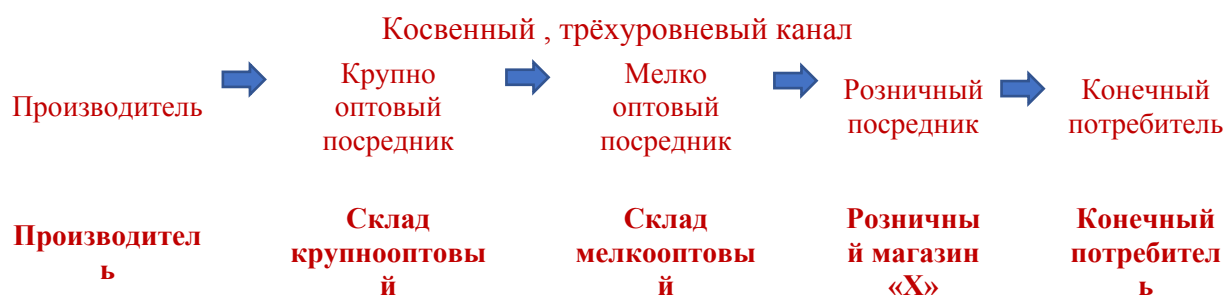 Косвенный , трёхуровневый канал
Производитель
Крупно
оптовый
посредник
Мелко
оптовый
посредник
Розничный
посредник
Конечный
потребитель
Производител
ь
Склад
крупнооптовы
й
Склад
мелкооптовы
й
Розничны
й магазин
«X»
Конечный
потребител
ь